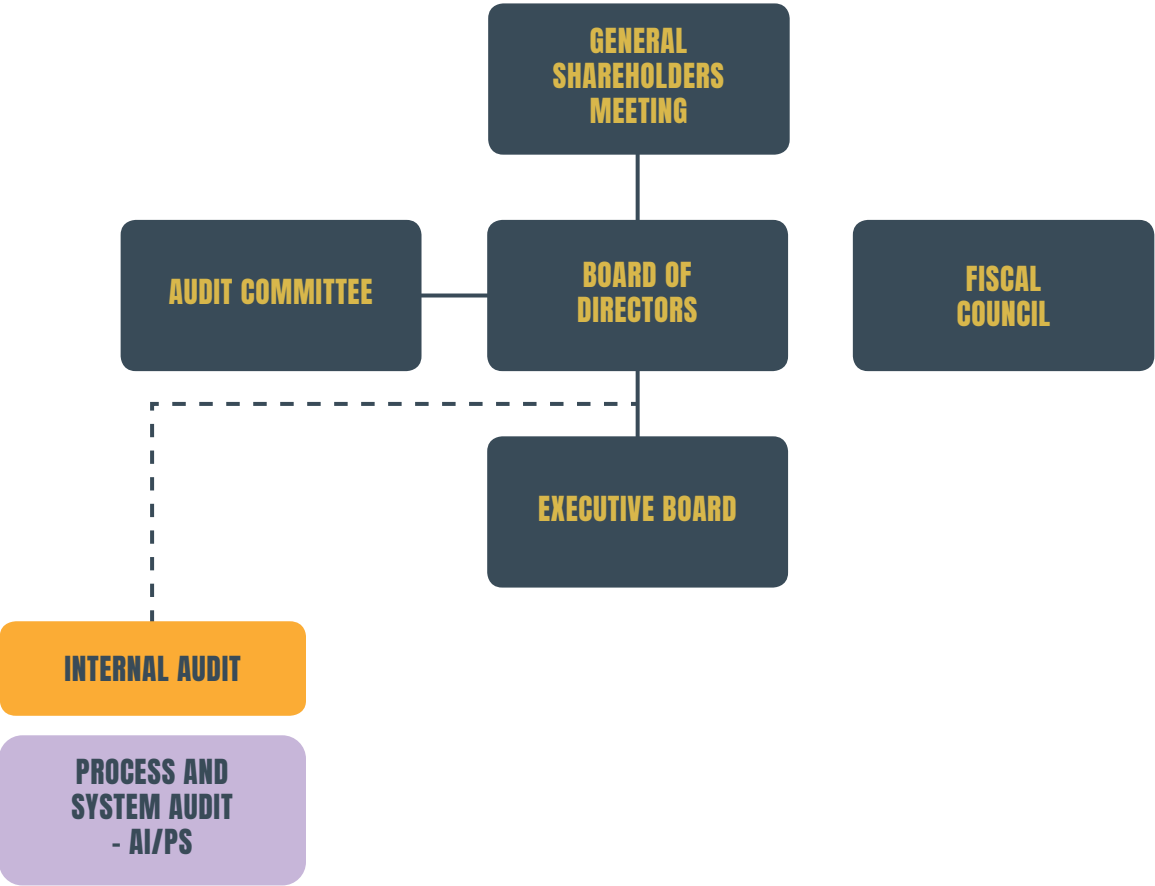 GENERAL
SHAREHOLDERS
MEETING
AUDIT COMMITTEE
BOARD OF
DIRECTORS
FISCAL
COUNCIL
EXECUTIVE BOARD
INTERNAL AUDIT
PROCESS AND
SYSTEM AUDIT
- AI/PS